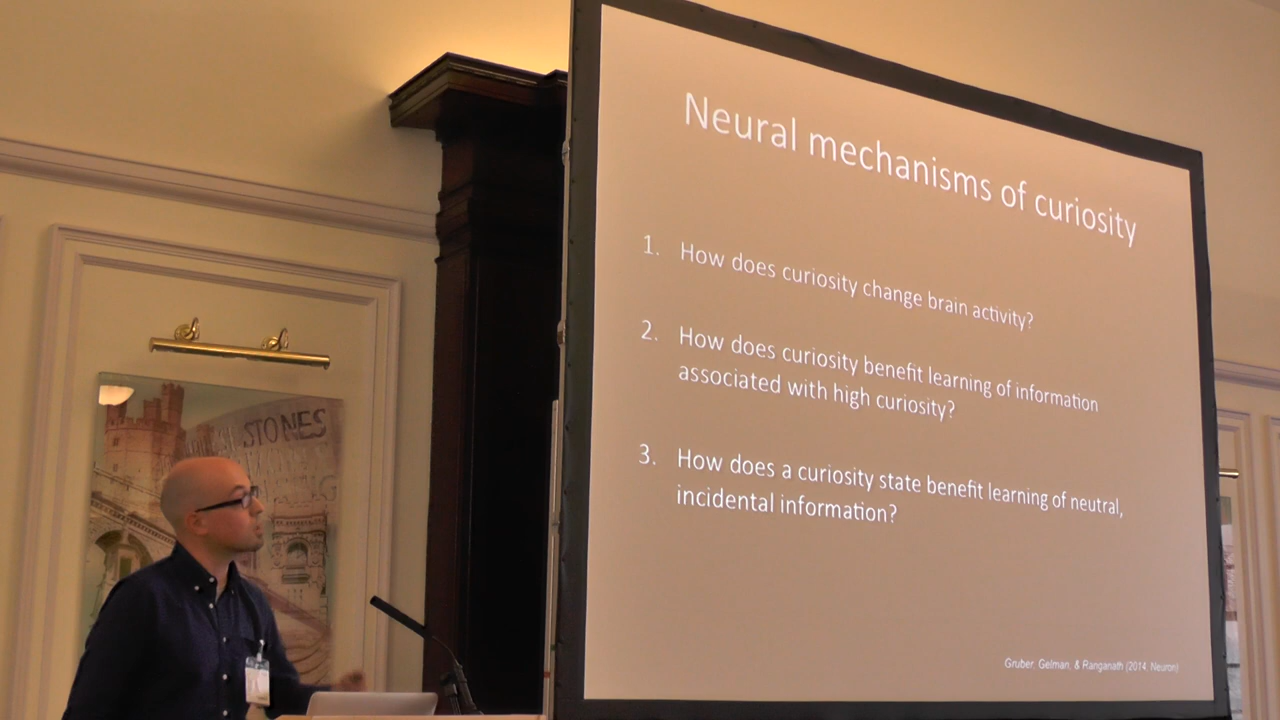 Neural mechanisms of curiosity
1. How does curiosity change brain activity?
2. How does curiosity benefit learning of information
associated with high curiosity?
3. How does a curiosity state benefit learning of neutral,
incidental information?
Gruber, Gelman, & Ranganath (2014, Neuron)
STONES